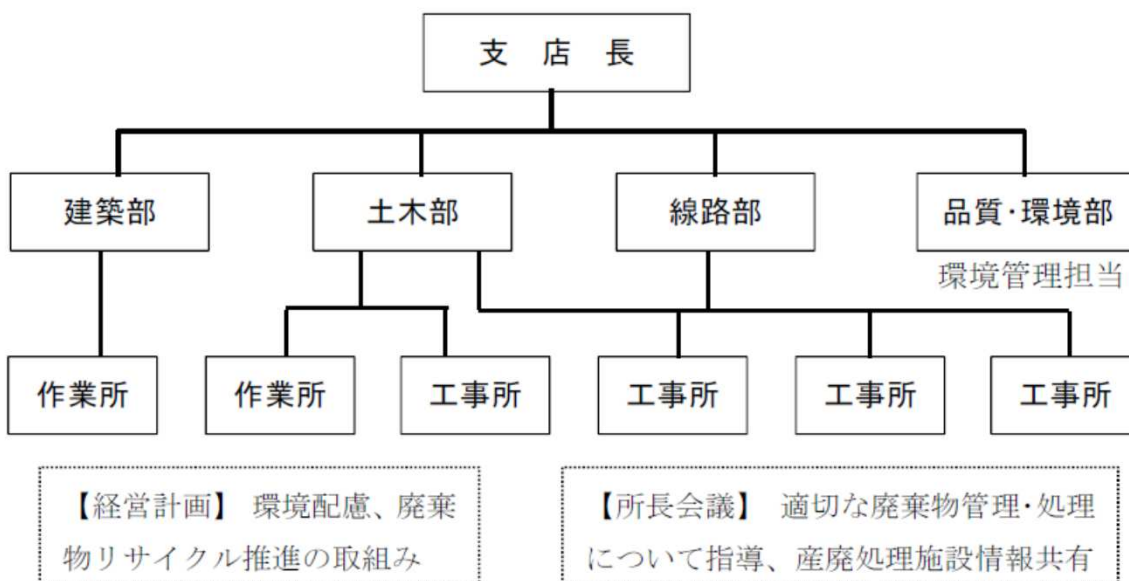 支　店　長
建築部　土木部　線路部　品質・環境部
環境管理担当
作業所　作業所　工事所　工事所　工事所　工事所
【経営計画】 環境配慮、廃棄
物リサイクル推進の取組み
【所長会議】 適切な廃棄物管理・処理
について指導、産廃処理施設情報共有